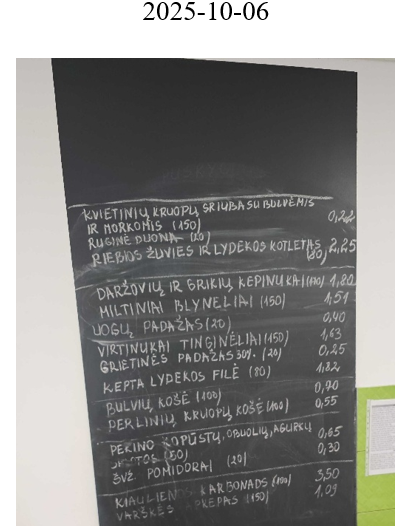 2025-10-06
KVIETINIŲ KRUOPŲ SRIUBA SU BULVĖMIS
IR MORKOMIS (150) 0,22
RUGINĖ DUONA (20)
RIEBIOS ŽUVIES IR LYDEKOS KOTLETAS 2,25
(80)
DARŽOVIŲ IR GRIKIŲ KEPINUKAI (110) 1,80
MILTINIAI BLYNELIAI (150) 1,51
UOGŲ PADAŽAS (20) 0,40
VIRTINUKAI TINGINĖLIAI (150) 1,63
GRIETINĖS PADAŽAS 30%. (20) 0,25
KEPTA LYDEKOS FILĖ (80) 1,82
BULVIŲ KOŠĖ (100) 0,70
PERLINIŲ KRUOPŲ KOŠĖ (100) 0,55
PEKINO KOPŪSTŲ, OBUOLIŲ, AGURKŲ 0,65
(50) 0,30
ŠVŽ. POMIDORAI (20)
KIAULIENOS KARBONADS (110) 3,50
VARŠKĖS APKEPAS (150) 1,09